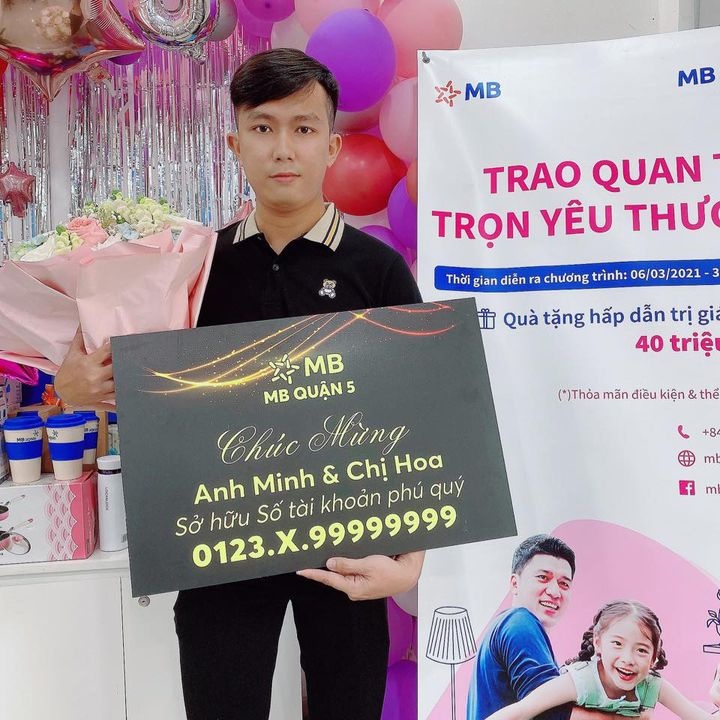 MB
MB
TRAO QUAN
TRỌN YÊU THƯƠ
Thời gian diễn ra chương trình: 06/03/2021 - 3
Quà tặng hấp dẫn trị giá
40 triệu
(*)Thỏa mãn điều kiện & thể
+84
mb
mb
MB
MB QUẬN 5
Chúc Mừng
Anh Minh & Chị Hoa
Sở hữu Số tài khoản phú quý
0123.X.99999999